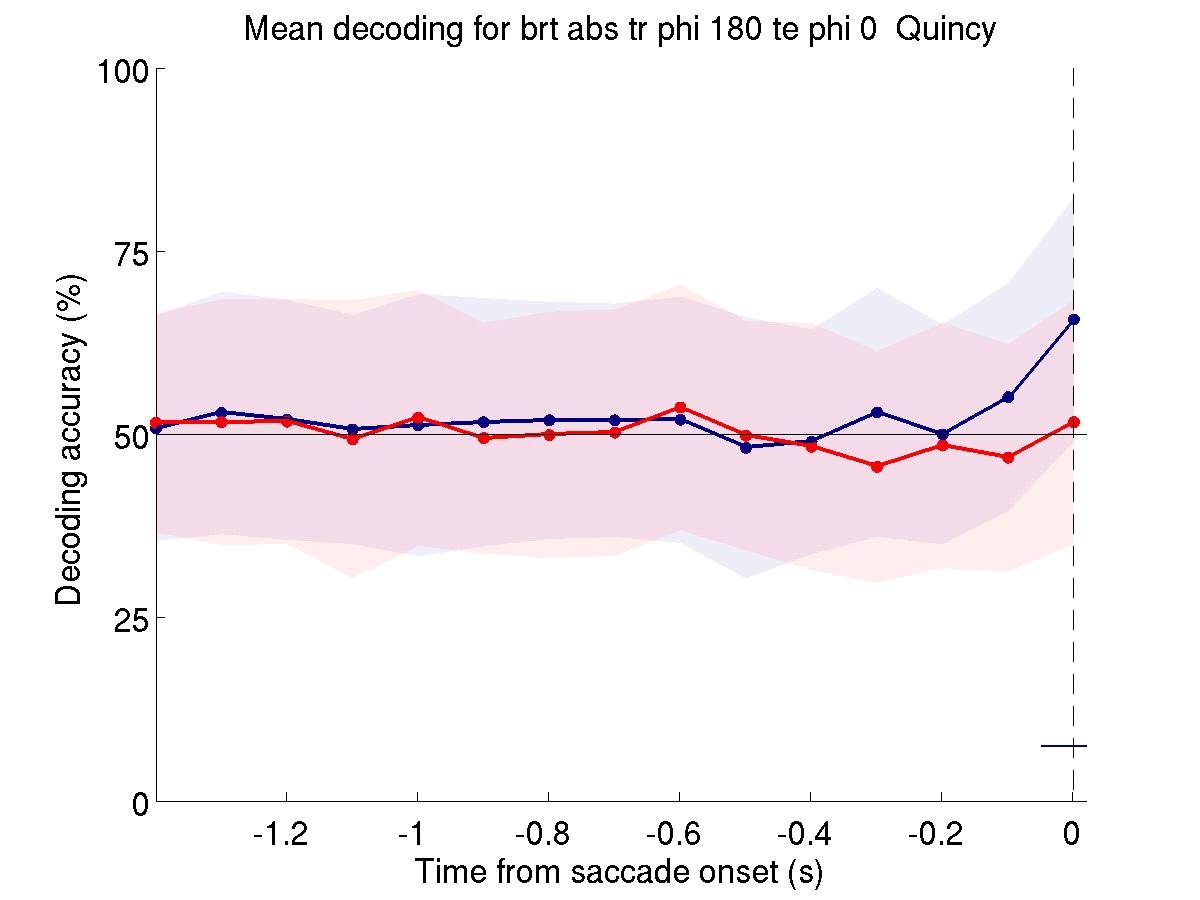 Mean decoding for brt abs tr phi 180 te phi 0  Quincy
100
75
50
25
0
Decoding accuracy (%)
-1.2 -1 -0.8 -0.6 -0.4 -0.2 0
Time from saccade onset (s)